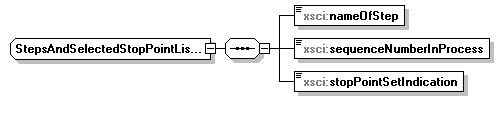 xsci:nameOfStep
StepsAndSelectedStopPointLis...
xsci:sequenceNumberInProcess
xsci:stopPointSetIndication